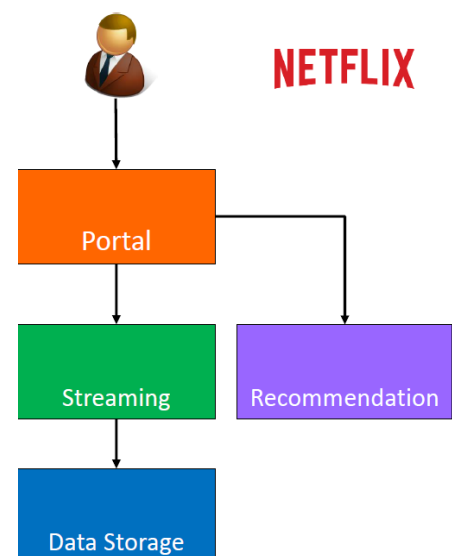 NETFLIX
Portal
Streaming
Recommendation
Data Storage